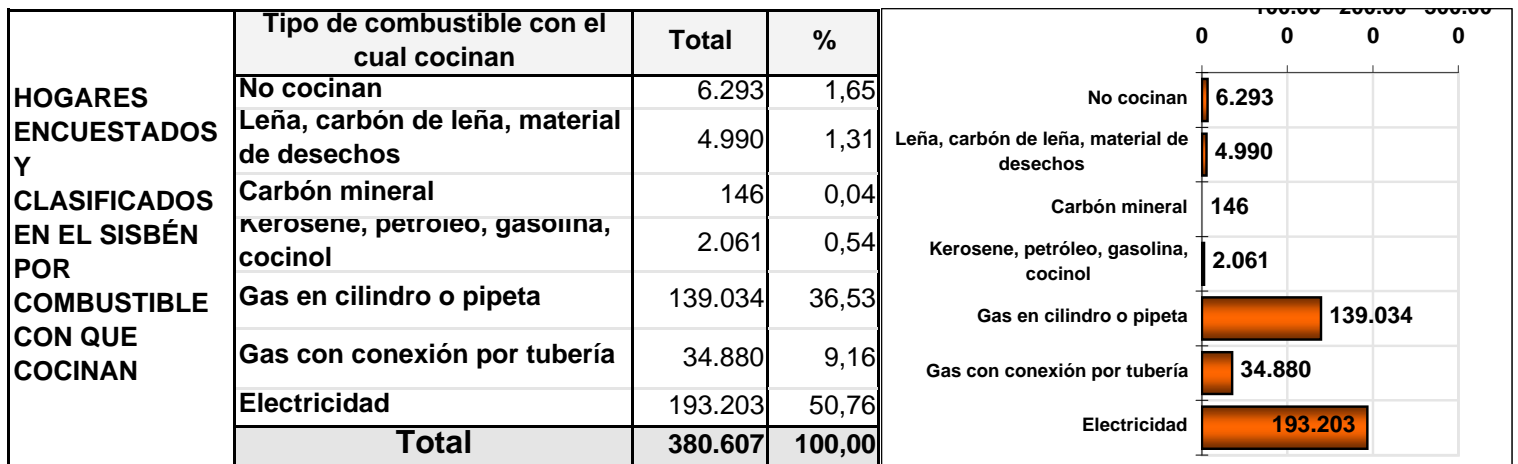 HOGARES
ENCUESTADOS
Y
CLASIFICADOS
EN EL SISBÉN
POR
COMBUSTIBLE
CON QUE
COCINAN
Tipo de combustible con el
cual cocinan
Total %
No cocinan 6.293 1,65
Leña, carbón de leña, material
de desechos 4.990 1,31
Carbón mineral 146 0,04
Kerosene, petróleo, gasolina,
cocinol 2.061 0,54
Gas en cilindro o pipeta 139.034 36,53
Gas con conexión por tubería 34.880 9,16
Electricidad 193.203 50,76
Total 380.607 100,00
100.00 200.00 300.00
0 0 0 0
No cocinan 6.293
Leña, carbón de leña, material de
desechos 4.990
Carbón mineral 146
Kerosene, petróleo, gasolina,
cocinol 2.061
Gas en cilindro o pipeta 139.034
Gas con conexión por tubería 34.880
Electricidad 193.203